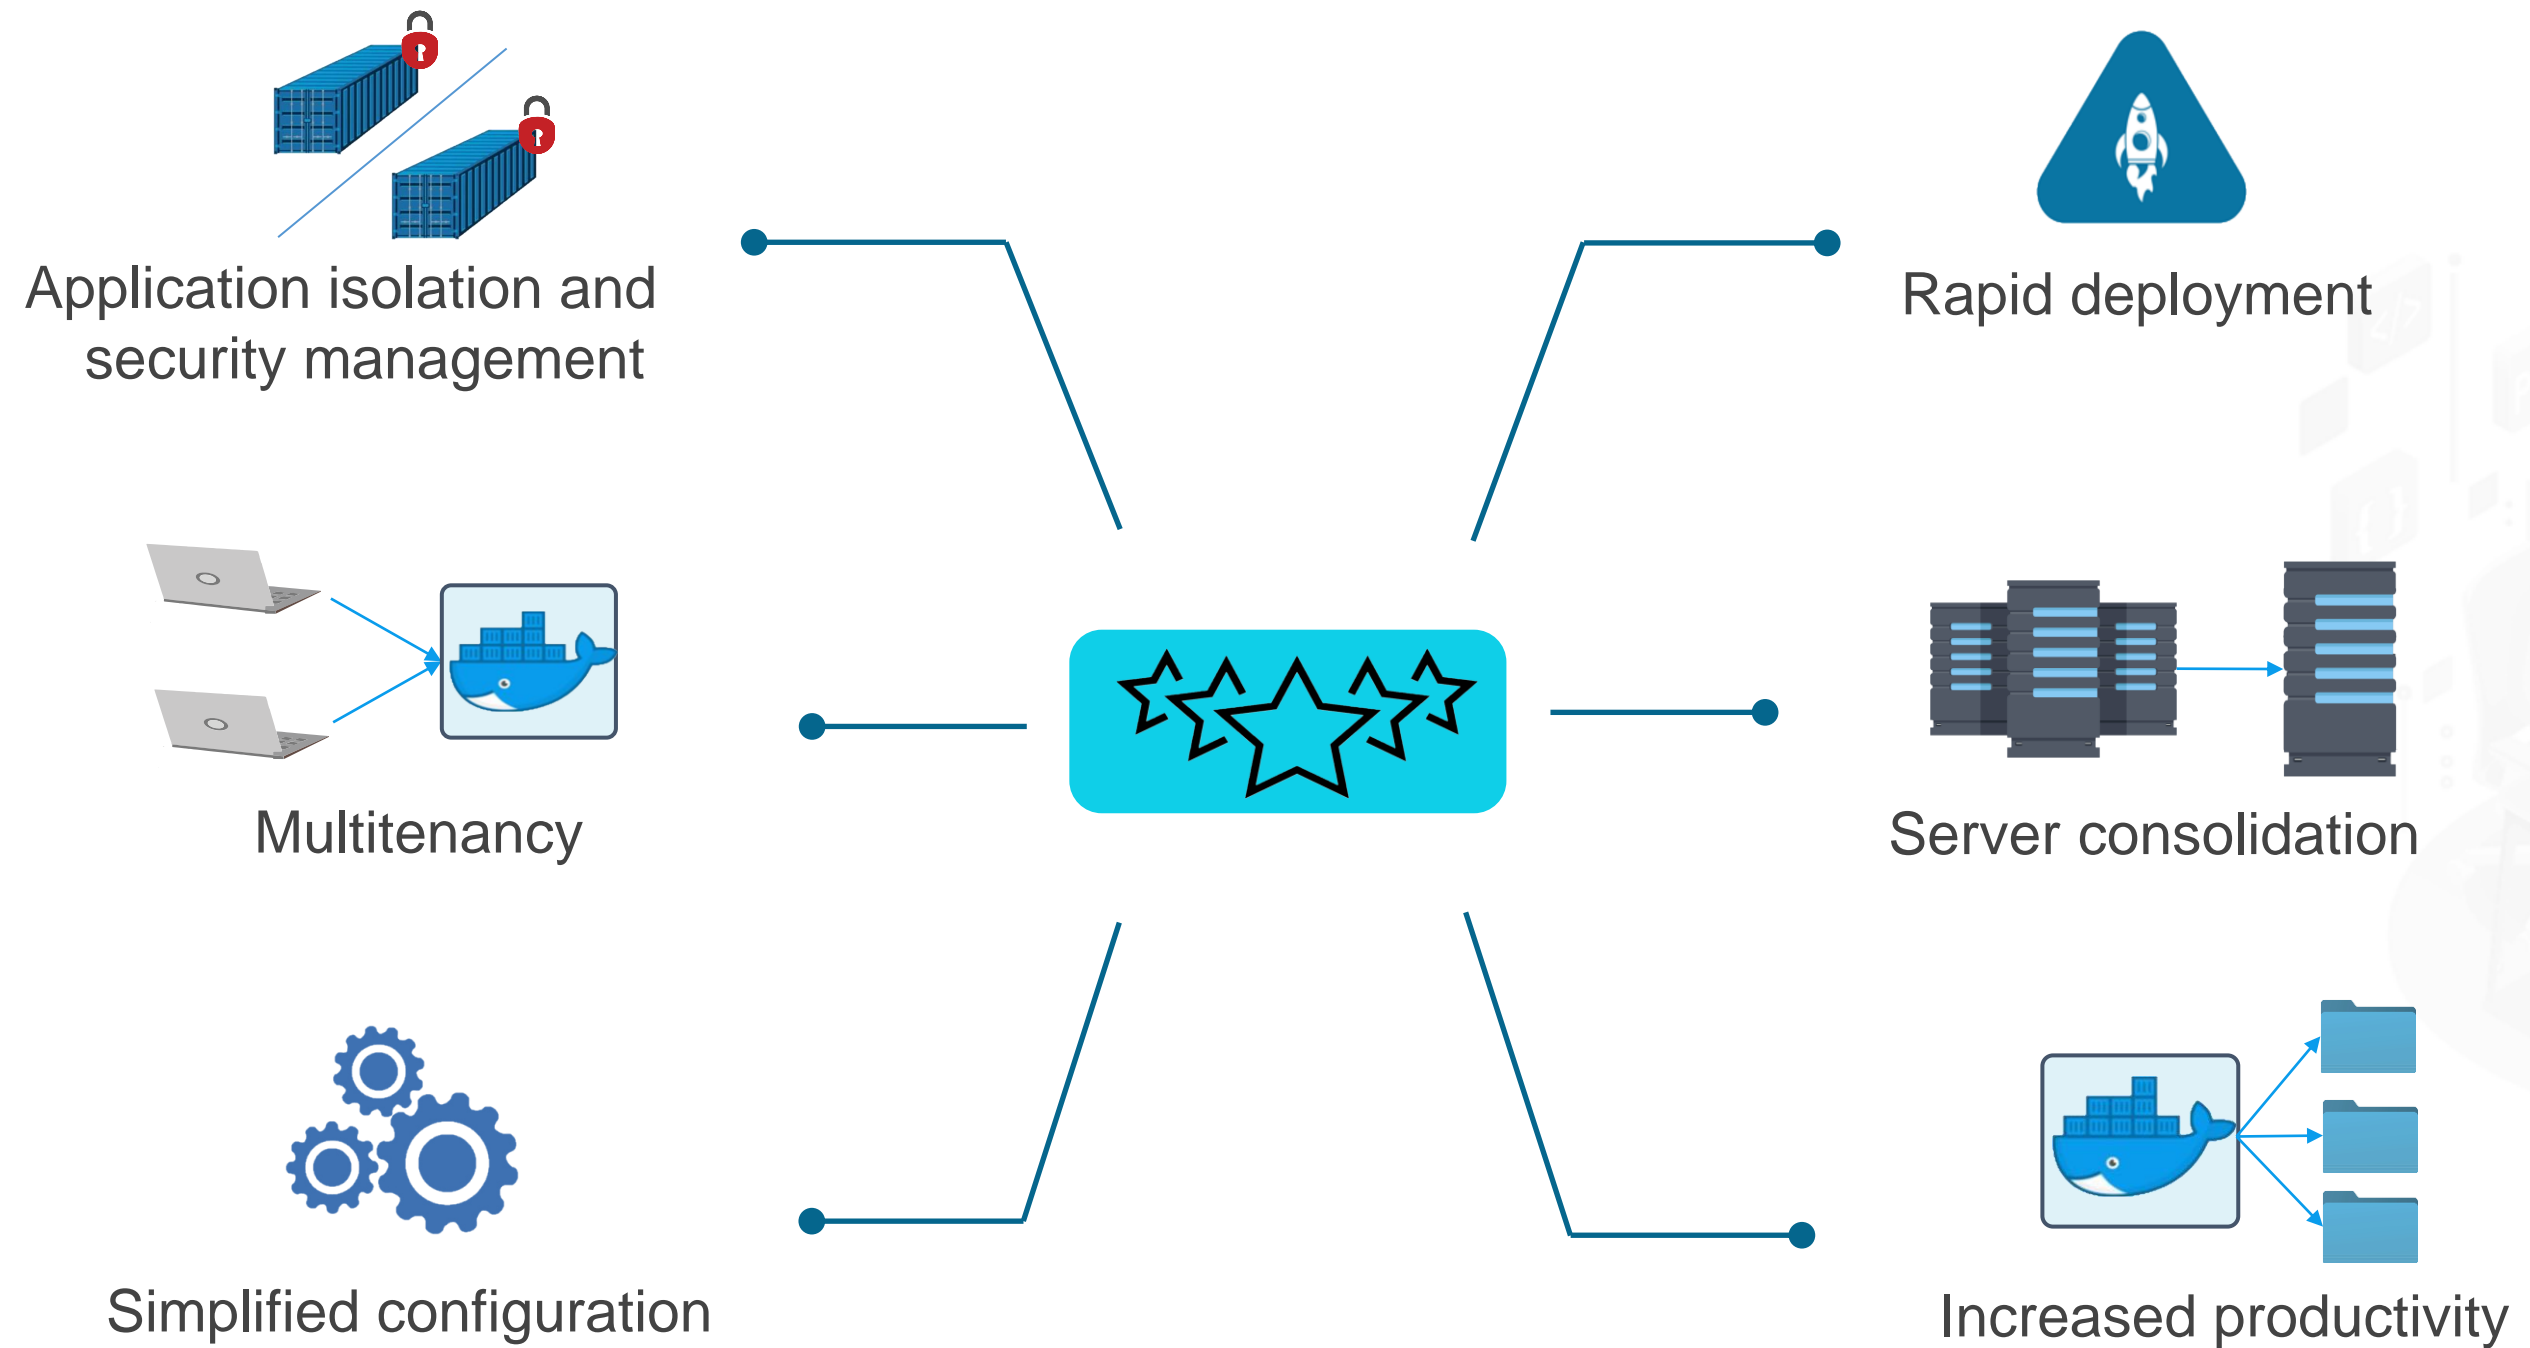 Application isolation and
security management
Rapid deployment
Multitenancy
Server consolidation
Simplified configuration
Increased productivity